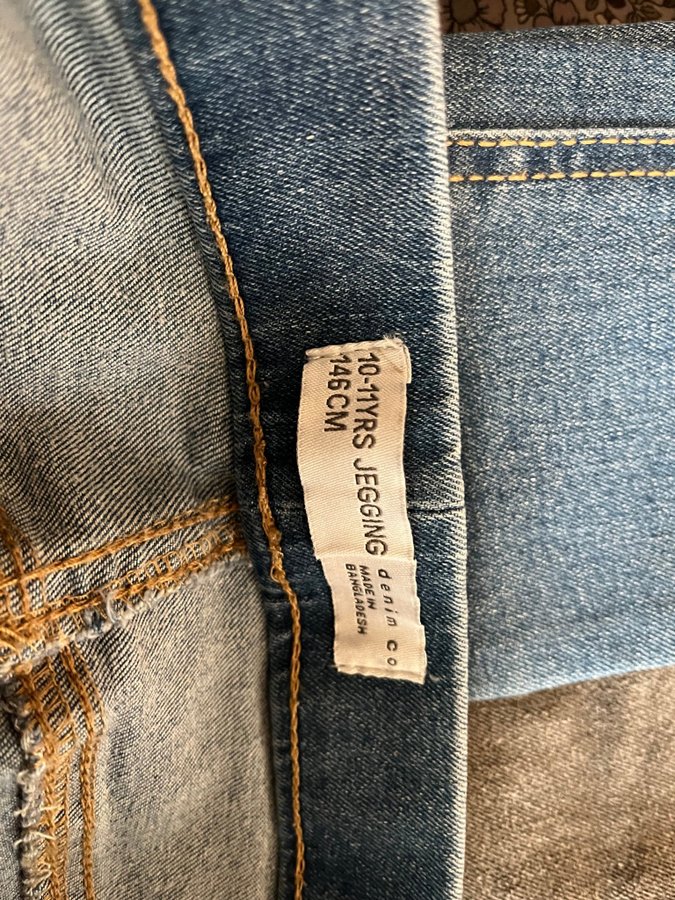 10-11YRS JEGGING
146CM
denim co
MADE IN
BANGLADESH